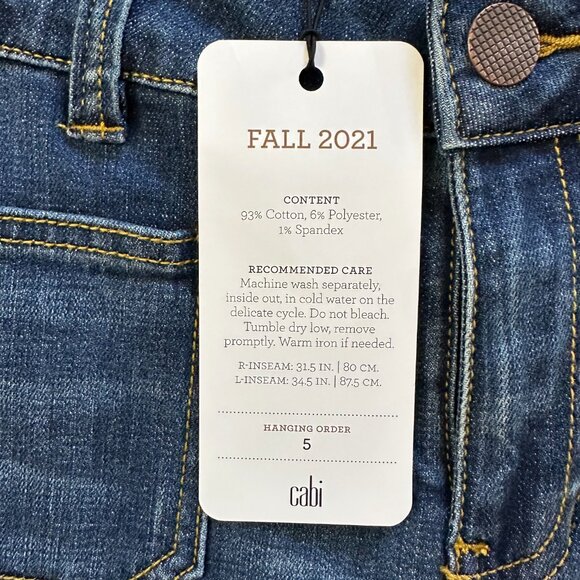 FALL 2021
CONTENT
93% Cotton, 6% Polyester,
1% Spandex
RECOMMENDED CARE
Machine wash separately,
inside out, in cold water on the
delicate cycle. Do not bleach.
Tumble dry low, remove
promptly. Warm iron if needed.
R-INSEAM: 31.5 IN. | 80 CM.
L-INSEAM: 34.5 IN. | 87.5 CM.
HANGING ORDER
5
cabi